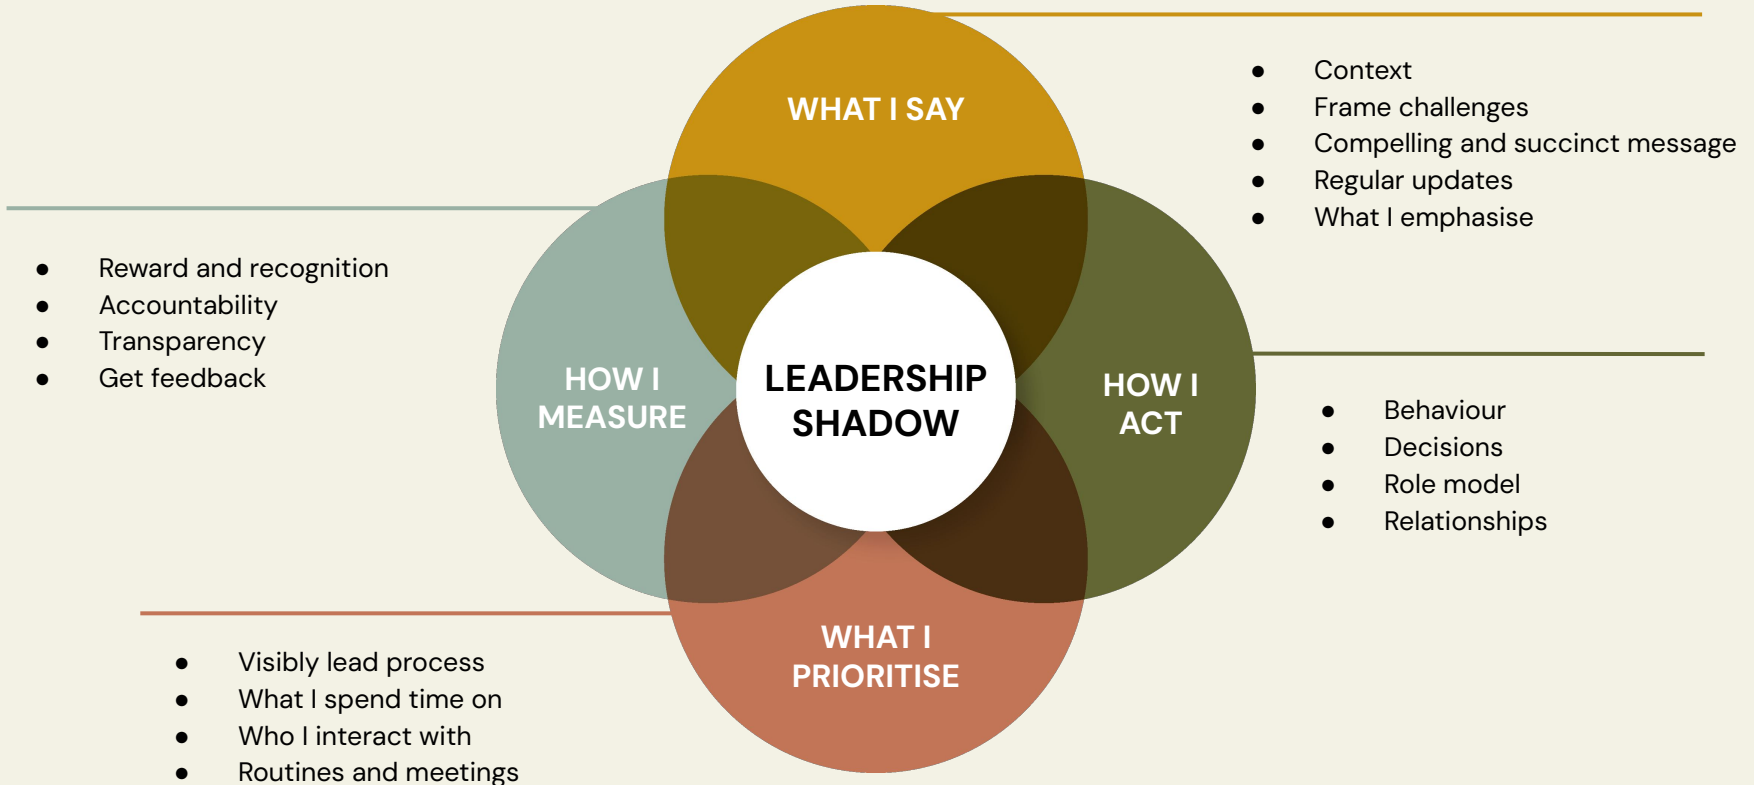 WHAT I SAY
● Context
● Frame challenges
● Compelling and succinct message
● Regular updates
● What I emphasise
● Reward and recognition
● Accountability
● Transparency
● Get feedback
HOW I
MEASURE
LEADERSHIP
SHADOW
HOW I
ACT
● Behaviour
● Decisions
● Role model
● Relationships
WHAT I
PRIORITISE
● Visibly lead process
● What I spend time on
● Who I interact with
● Routines and meetings